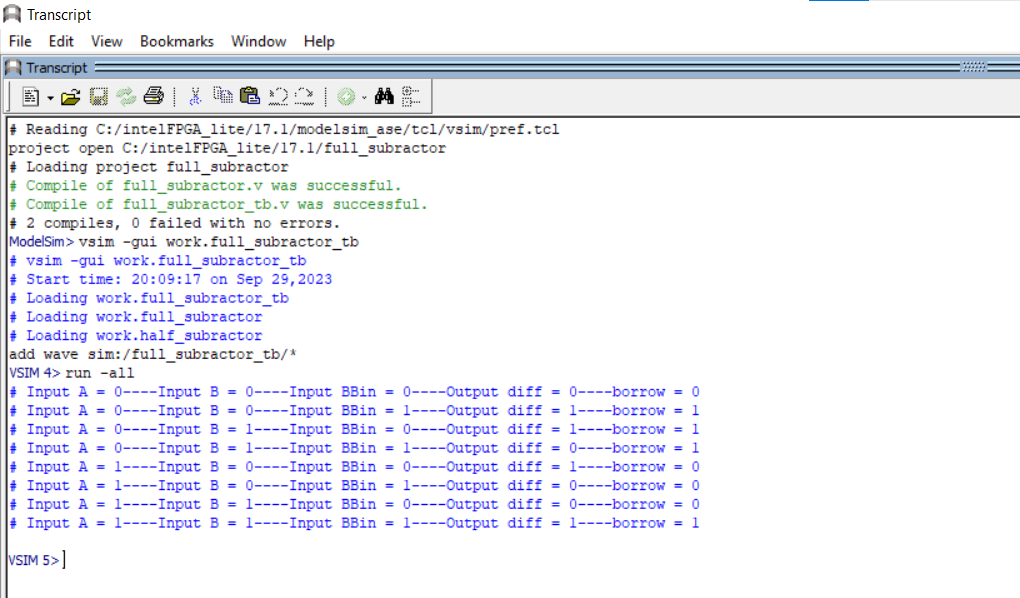 Transcript
File Edit View Bookmarks Window Help
Transcript
# Reading C:/intelFPGA_lite/17.1/modelsim_ase/tcl/vsim/pref.tcl
project open C:/intelFPGA_lite/17.1/full_subractor
# Loading project full_subractor
# Compile of full_subractor.v was successful.
# Compile of full_subractor_tb.v was successful.
# 2 compiles, 0 failed with no errors.
ModelSim> vsim -gui work.full_subractor_tb
# vsim -gui work.full_subractor_tb
# Start time: 20:09:17 on Sep 29,2023
# Loading work.full_subractor_tb
# Loading work.full_subractor
# Loading work.half_subractor
add wave sim:/full_subractor_tb/*
VSIM 4> run -all
# Input A = 0----Input B = 0----Input BBin = 0----Output diff = 0----borrow = 0
# Input A = 0----Input B = 0----Input BBin = 1----Output diff = 1----borrow = 1
# Input A = 0----Input B = 1----Input BBin = 0----Output diff = 1----borrow = 1
# Input A = 0----Input B = 1----Input BBin = 1----Output diff = 0----borrow = 1
# Input A = 1----Input B = 0----Input BBin = 0----Output diff = 1----borrow = 0
# Input A = 1----Input B = 0----Input BBin = 1----Output diff = 0----borrow = 0
# Input A = 1----Input B = 1----Input BBin = 0----Output diff = 0----borrow = 0
# Input A = 1----Input B = 1----Input BBin = 1----Output diff = 1----borrow = 1
VSIM 5>